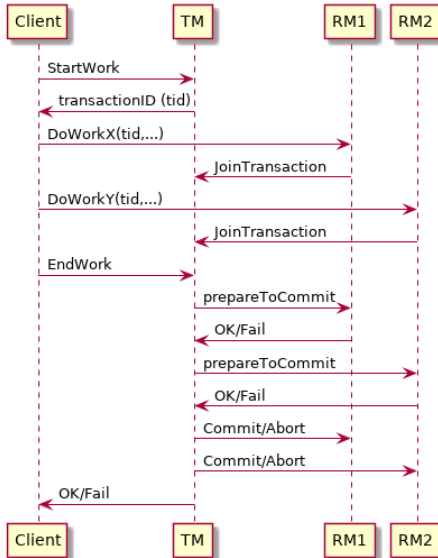 Client TM RM1 RM2
StartWork
transactionID (tid)
DoWorkX(tid,...)
JoinTransaction
DoWorkY(tid,...)
JoinTransaction
EndWork
prepareToCommit
OK/Fail
prepareToCommit
OK/Fail
Commit/Abort
Commit/Abort
OK/Fail
Client TM RM1 RM2